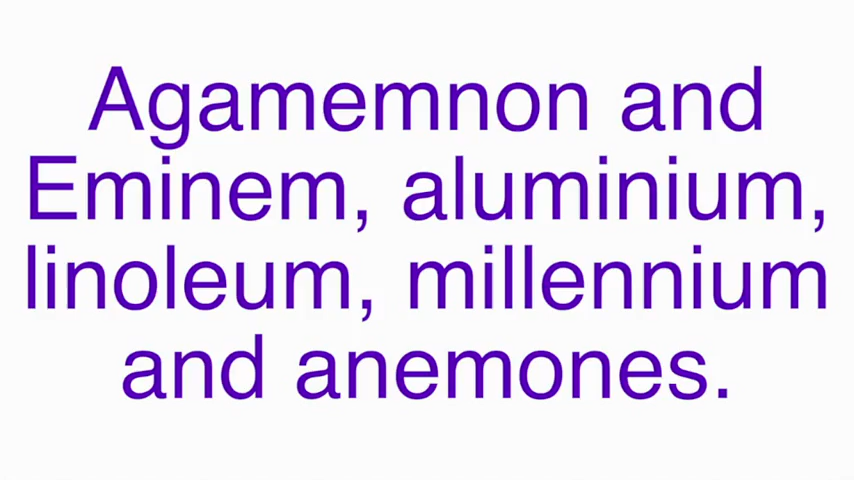 Agamemnon and
Eminem, aluminium,
linoleum, millennium
and anemones.